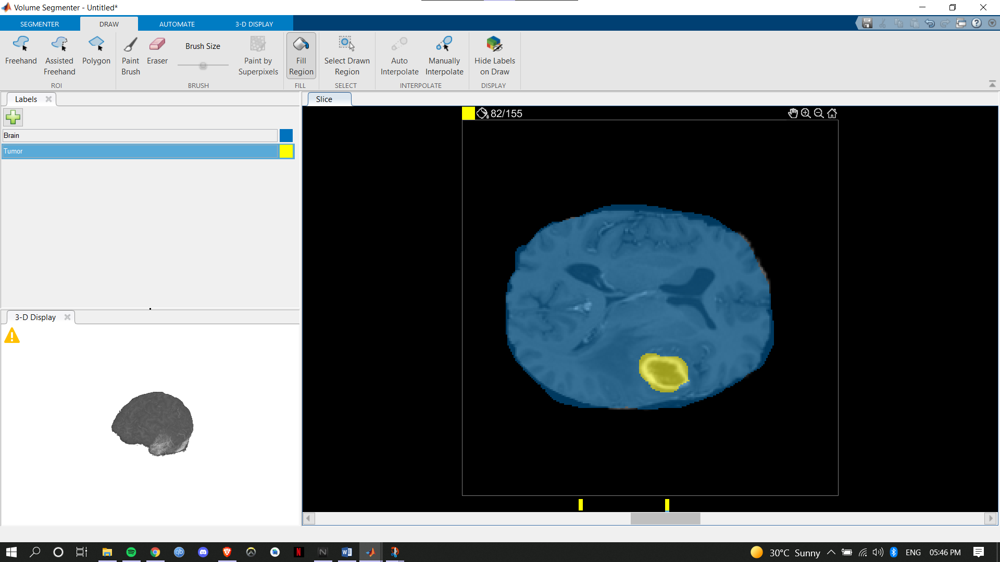 Volume Segmenter - Untitled*
SEGMENTER DRAW AUTOMATE 3-D DISPLAY
Freehand
Assisted Freehand
Polygon
Paint Brush
Eraser
Brush Size
Paint by Superpixels
Fill Region
Select Drawn Region
Auto Interpolate
Manually Interpolate
Hide Labels on Draw
ROI BRUSH FILL SELECT INTERPOLATE DISPLAY
Labels
Slice
82/155
Brain
Tumor
3-D Display
30°C Sunny ENG 05:46 PM